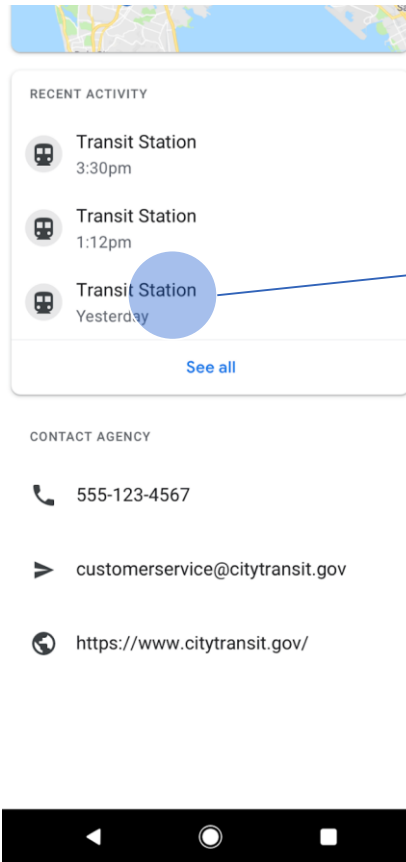 RECENT ACTIVITY
Transit Station
3:30pm
Transit Station
1:12pm
Transit Station
Yesterday
See all
CONTACT AGENCY
555-123-4567
customerservice@citytransit.gov
https://www.citytransit.gov/